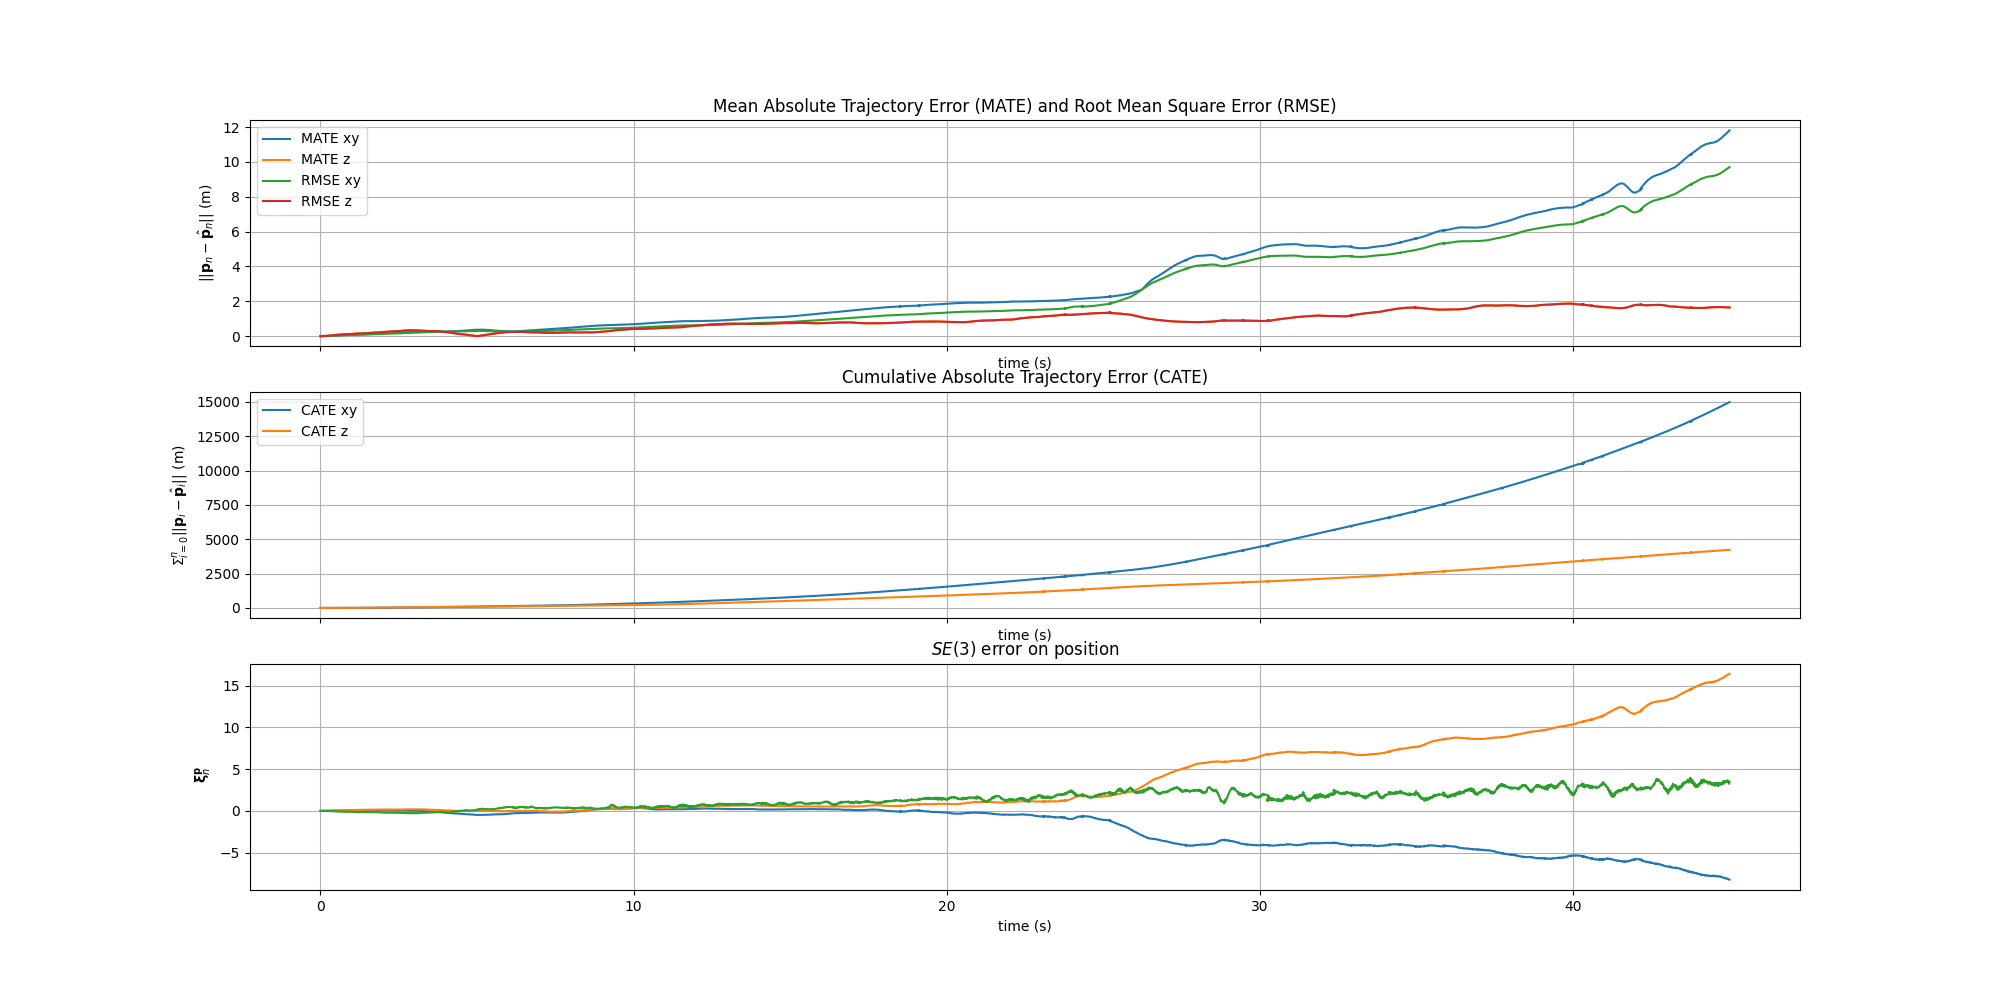 Mean Absolute Trajectory Error (MATE) and Root Mean Square Error (RMSE)
||𝐩ₙ − 𝐩̂ₙ|| (m)
12
10
8
6
4
2
0
MATE xy
MATE z
RMSE xy
RMSE z
time (s)
Cumulative Absolute Trajectory Error (CATE)
Σⁿᵢ₌₀||𝐩ᵢ − 𝐩̂ᵢ|| (m)
15000
12500
10000
7500
5000
2500
0
CATE xy
CATE z
time (s)
SE(3) error on position
𝛏ₙᵖ
15
10
5
0
−5
0 10 20 30 40
time (s)